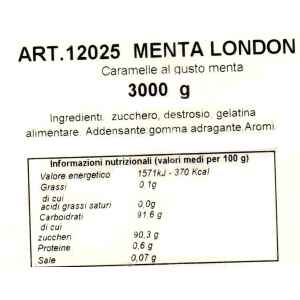 ART.12025 MENTA LONDON
Caramelle al gusto menta
3000 g
Ingredienti. zucchero, destrosio, gelatina
alimentare. Addensante gomma adragante.Aromi.
Informazioni nutrizionali (valori medi per 100 g)
Valore energetico 1571kJ - 370 Kcal
Grassi 0,1g
di cui
acidi grassi saturi 0,0g
Carboidrati 91,6 g
di cui
zuccheri 90,3 g
Proteine 0,6 g
Sale 0,07 g